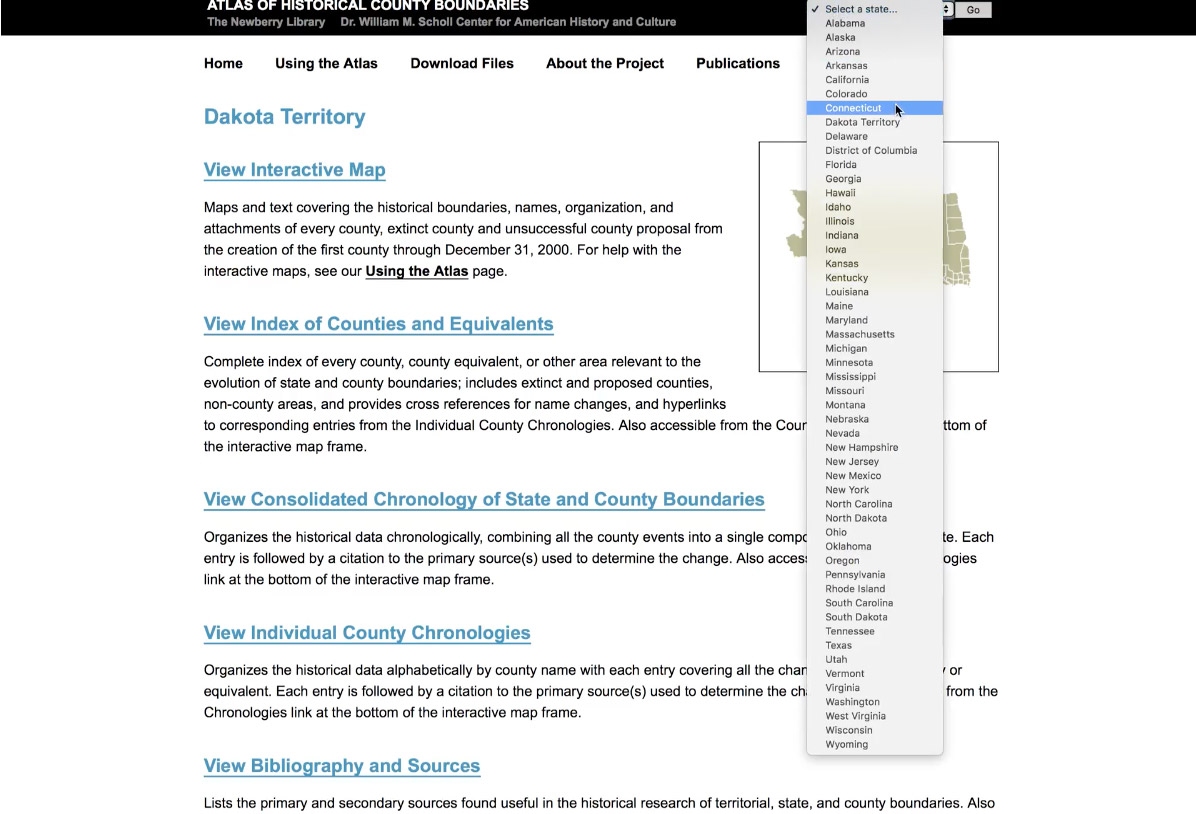 ATLAS OF HISTORICAL COUNTY BOUNDARIES
The Newberry Library Dr. William M. Scholl Center for American History and Culture
Go
Home Using the Atlas Download Files About the Project Publications
Dakota Territory
View Interactive Map
Maps and text covering the historical boundaries, names, organization, and
attachments of every county, extinct county and unsuccessful county proposal from
the creation of the first county through December 31, 2000. For help with the
interactive maps, see our Using the Atlas page.
View Index of Counties and Equivalents
Complete index of every county, county equivalent, or other area relevant to the
evolution of state and county boundaries; includes extinct and proposed counties,
non-county areas, and provides cross references for name changes, and hyperlinks
to corresponding entries from the Individual County Chronologies. Also accessible from the Cour ttom of
the interactive map frame.
View Consolidated Chronology of State and County Boundaries
Organizes the historical data chronologically, combining all the county events into a single compo te. Each
entry is followed by a citation to the primary source(s) used to determine the change. Also access ogies
link at the bottom of the interactive map frame.
View Individual County Chronologies
Organizes the historical data alphabetically by county name with each entry covering all the chan y or
equivalent. Each entry is followed by a citation to the primary source(s) used to determine the cha from the
Chronologies link at the bottom of the interactive map frame.
View Bibliography and Sources
Lists the primary and secondary sources found useful in the historical research of territorial, state, and county boundaries. Also
✓ Select a state...
Alabama
Alaska
Arizona
Arkansas
California
Colorado
Connecticut
Dakota Territory
Delaware
District of Columbia
Florida
Georgia
Hawaii
Idaho
Illinois
Indiana
Iowa
Kansas
Kentucky
Louisiana
Maine
Maryland
Massachusetts
Michigan
Minnesota
Mississippi
Missouri
Montana
Nebraska
Nevada
New Hampshire
New Jersey
New Mexico
New York
North Carolina
North Dakota
Ohio
Oklahoma
Oregon
Pennsylvania
Rhode Island
South Carolina
South Dakota
Tennessee
Texas
Utah
Vermont
Virginia
Washington
West Virginia
Wisconsin
Wyoming